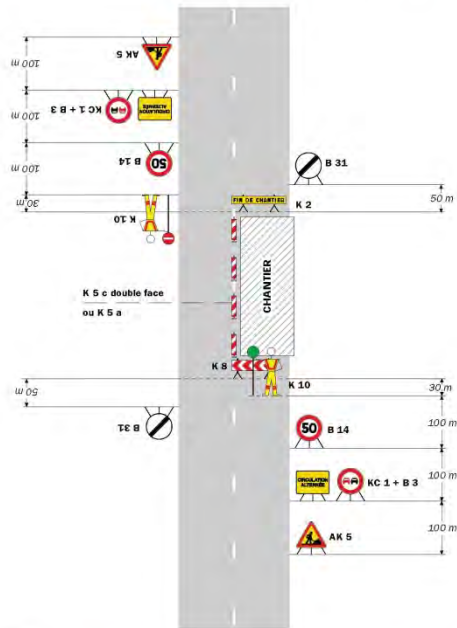 AK 5
100 m
KC 1 + B 3
CIRCULATION
ALTERNÉE
100 m
B 14
50
100 m
K 10
30 m
B 31
FIN DE CHANTIER
K 2
50 m
K 5 c double face
ou K 5 a
CHANTIER
K 8
K 10
50 m
B 31
30 m
50
B 14
100 m
CIRCULATION
ALTERNÉE
KC 1 + B 3
100 m
AK 5
100 m